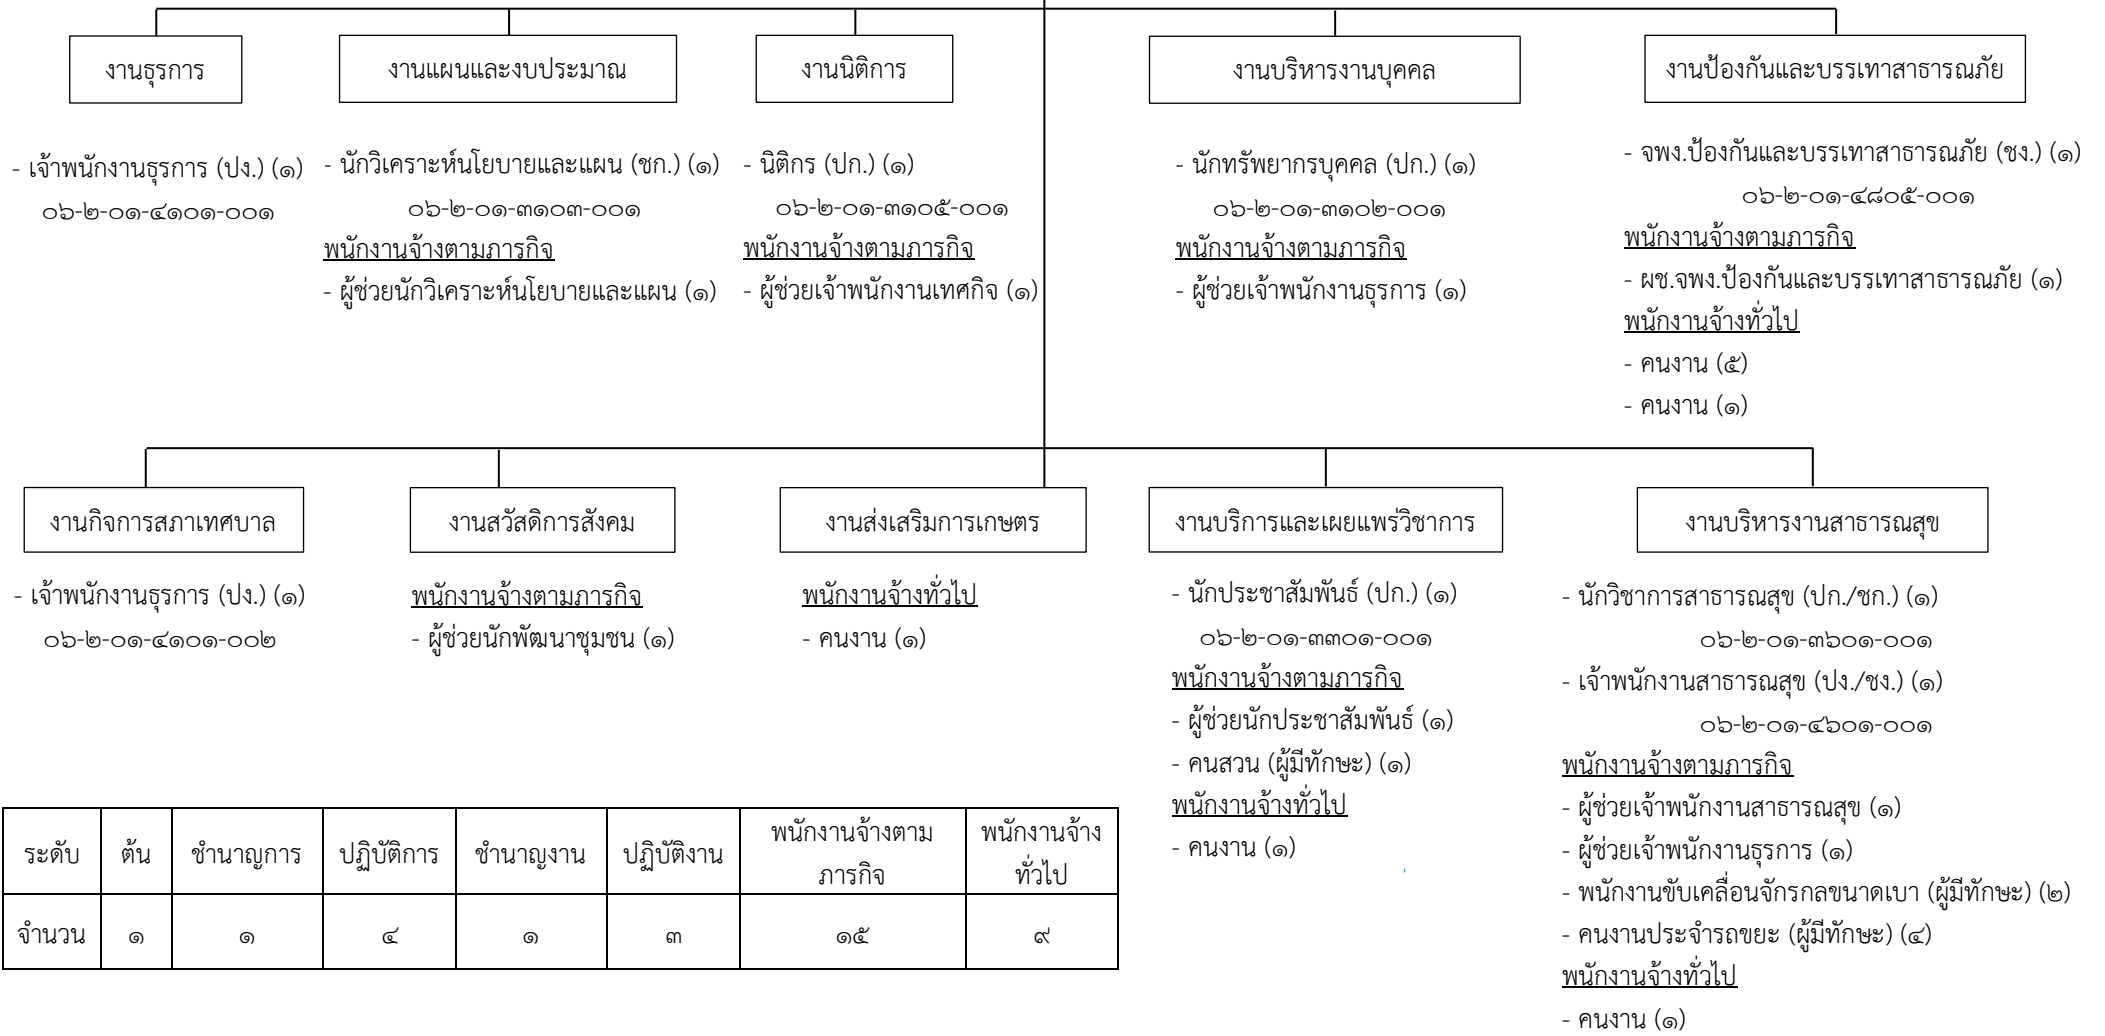 งานธุรการ
- เจ้าพนักงานธุรการ (ปง.) (๑)
๐๖-๒-๐๑-๔๑๐๑-๐๐๑
งานแผนและงบประมาณ
- นักวิเคราะห์นโยบายและแผน (ชก.) (๑)
๐๖-๒-๐๑-๓๑๐๓-๐๐๑
พนักงานจ้างตามภารกิจ
- ผู้ช่วยนักวิเคราะห์นโยบายและแผน (๑)
งานนิติการ
- นิติกร (ปก.) (๑)
๐๖-๒-๐๑-๓๑๐๕-๐๐๑
พนักงานจ้างตามภารกิจ
- ผู้ช่วยเจ้าพนักงานเทศกิจ (๑)
งานบริหารงานบุคคล
- นักทรัพยากรบุคคล (ปก.) (๑)
๐๖-๒-๐๑-๓๑๐๒-๐๐๑
พนักงานจ้างตามภารกิจ
- ผู้ช่วยเจ้าพนักงานธุรการ (๑)
งานป้องกันและบรรเทาสาธารณภัย
- จพง.ป้องกันและบรรเทาสาธารณภัย (ชง.) (๑)
๐๖-๒-๐๑-๔๘๐๕-๐๐๑
พนักงานจ้างตามภารกิจ
- ผช.จพง.ป้องกันและบรรเทาสาธารณภัย (๑)
พนักงานจ้างทั่วไป
- คนงาน (๕)
- คนงาน (๑)
งานกิจการสภาเทศบาล
- เจ้าพนักงานธุรการ (ปง.) (๑)
๐๖-๒-๐๑-๔๑๐๑-๐๐๒
งานสวัสดิการสังคม
พนักงานจ้างตามภารกิจ
- ผู้ช่วยนักพัฒนาชุมชน (๑)
งานส่งเสริมการเกษตร
พนักงานจ้างทั่วไป
- คนงาน (๑)
งานบริการและเผยแพร่วิชาการ
- นักประชาสัมพันธ์ (ปก.) (๑)
๐๖-๒-๐๑-๓๓๐๑-๐๐๑
พนักงานจ้างตามภารกิจ
- ผู้ช่วยนักประชาสัมพันธ์ (๑)
- คนสวน (ผู้มีทักษะ) (๑)
พนักงานจ้างทั่วไป
- คนงาน (๑)
งานบริหารงานสาธารณสุข
- นักวิชาการสาธารณสุข (ปก./ชก.) (๑)
๐๖-๒-๐๑-๓๖๐๑-๐๐๑
- เจ้าพนักงานสาธารณสุข (ปง./ชง.) (๑)
๐๖-๒-๐๑-๔๖๐๑-๐๐๑
พนักงานจ้างตามภารกิจ
- ผู้ช่วยเจ้าพนักงานสาธารณสุข (๑)
- ผู้ช่วยเจ้าพนักงานธุรการ (๑)
- พนักงานขับเคลื่อนจักรกลขนาดเบา (ผู้มีทักษะ) (๒)
- คนงานประจำรถขยะ (ผู้มีทักษะ) (๔)
พนักงานจ้างทั่วไป
- คนงาน (๑)
ระดับ ต้น ชำนาญการ ปฏิบัติการ ชำนาญงาน ปฏิบัติงาน พนักงานจ้างตาม พนักงานจ้าง
ภารกิจ ทั่วไป
จำนวน ๑ ๑ ๔ ๑ ๓ ๑๕ ๙